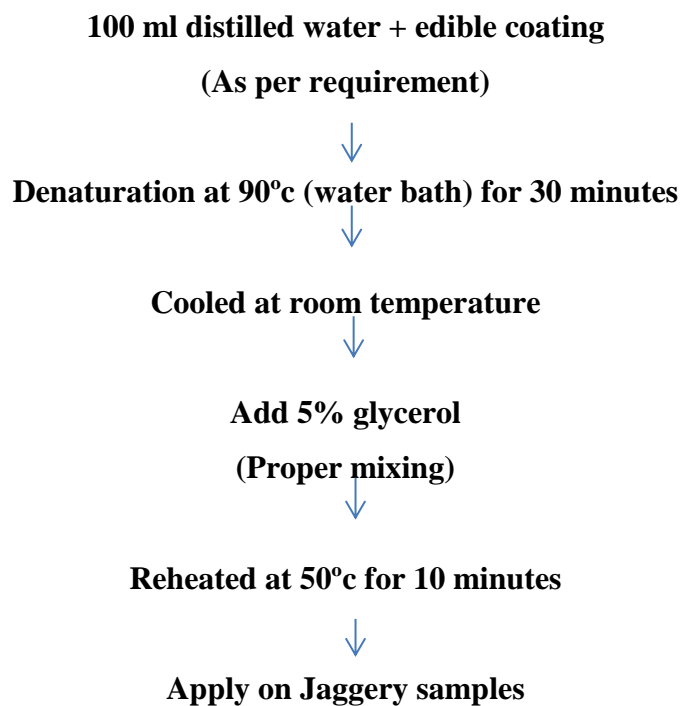 100 ml distilled water + edible coating
(As per requirement)
Denaturation at 90ºc (water bath) for 30 minutes
Cooled at room temperature
Add 5% glycerol
(Proper mixing)
Reheated at 50ºc for 10 minutes
Apply on Jaggery samples